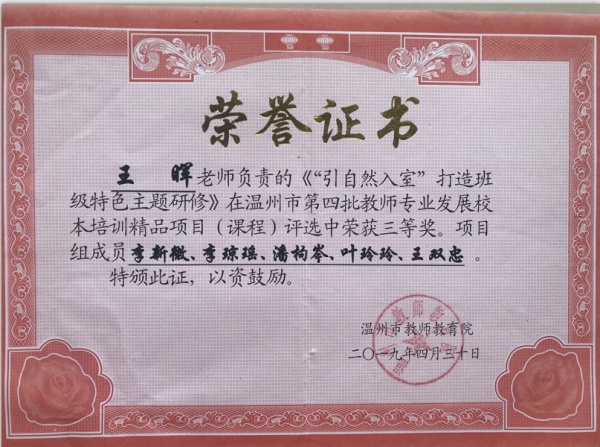 荣誉证书
王 晖老师负责的《“引自然入室”打造班
级特色主题研修》在温州市第四批教师专业发展校
本培训精品项目（课程）评选中荣获三等奖。项目
组成员李新微、李琼瑶、潘枸岑、叶玲玲、王双忠 。
特颁此证，以资鼓励。
温州市教师教育院
二〇一九年四月三十日